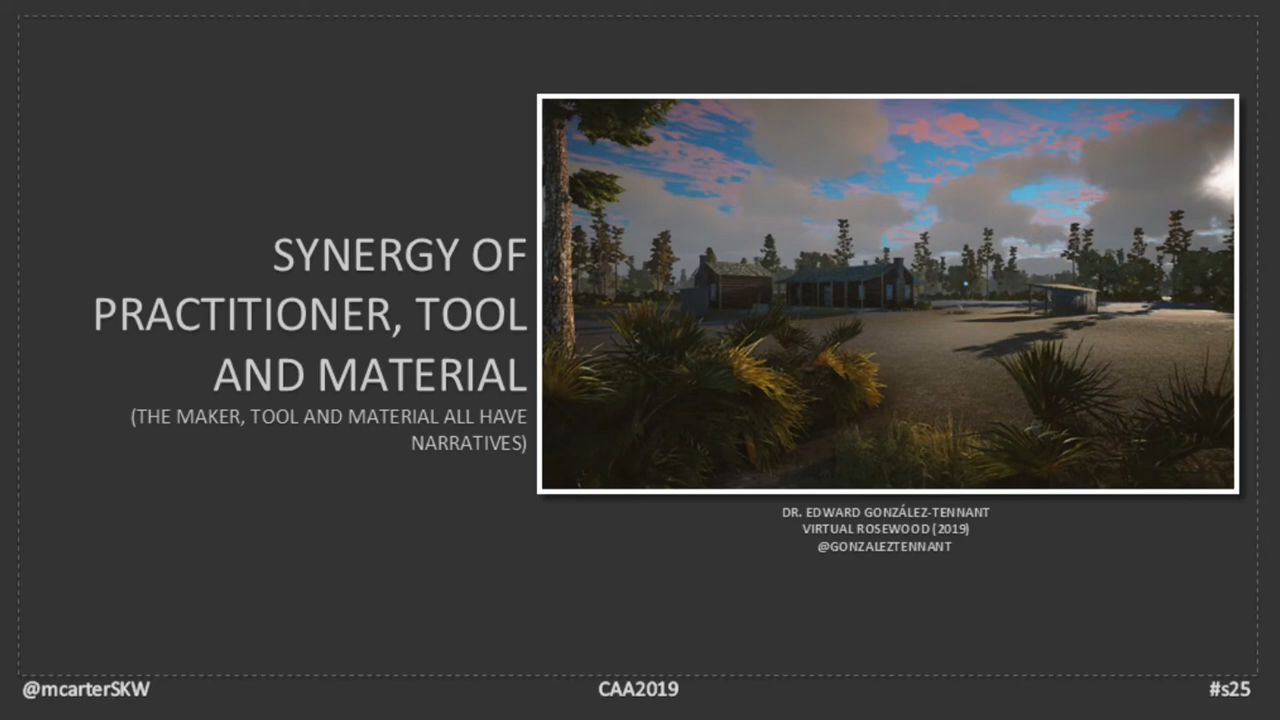 SYNERGY OF
PRACTITIONER, TOOL
AND MATERIAL
(THE MAKER, TOOL AND MATERIAL ALL HAVE
NARRATIVES)
DR. EDWARD GONZÁLEZ-TENNANT
VIRTUAL ROSEWOOD (2019)
@GONZALEZTENNANT
@mcarterSKW
CAA2019
#s25